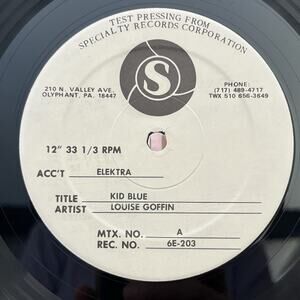 TEST PRESSING FROM
SPECIALTY RECORDS CORPORATION
S
210 N. VALLEY AVE.
OLYPHANT, PA. 18447
PHONE:
(717) 489-4717
TWX 510 656-3649
12" 33 1/3 RPM
ACC'T ELEKTRA
TITLE KID BLUE
ARTIST LOUISE GOFFIN
MTX. NO. A
REC. NO. 6E-203